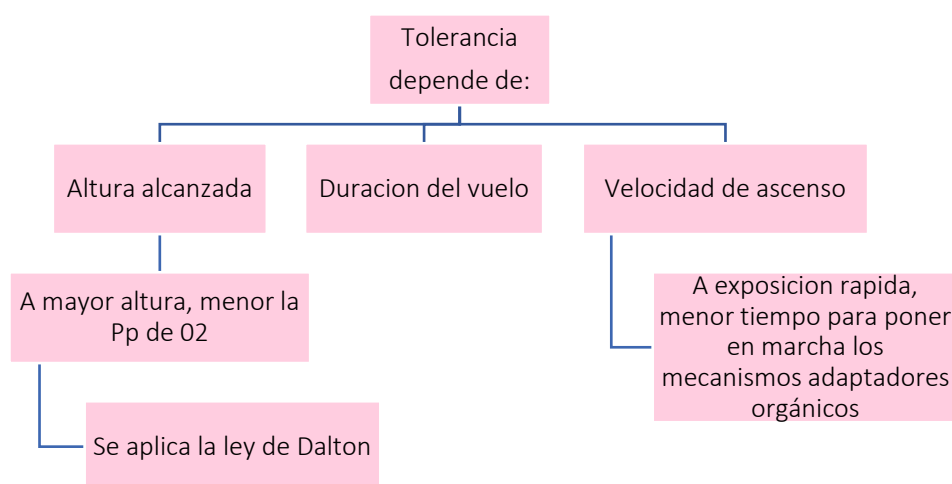 Tolerancia
depende de:
Altura alcanzada
Duracion del vuelo
Velocidad de ascenso
A mayor altura, menor la
Pp de 02
A exposicion rapida,
menor tiempo para poner
en marcha los
mecanismos adaptadores
orgánicos
Se aplica la ley de Dalton